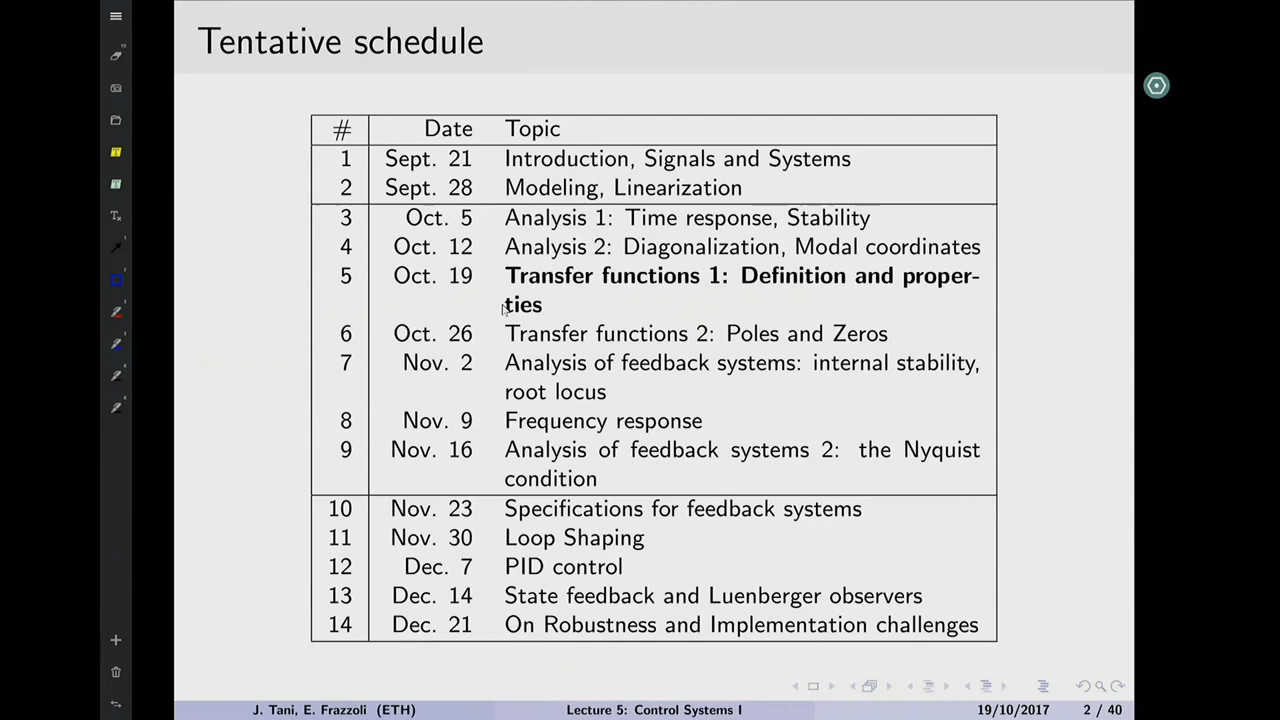 Tentative schedule
# Date Topic
1 Sept. 21 Introduction, Signals and Systems
2 Sept. 28 Modeling, Linearization
3 Oct. 5 Analysis 1: Time response, Stability
4 Oct. 12 Analysis 2: Diagonalization, Modal coordinates
5 Oct. 19 Transfer functions 1: Definition and proper-
ties
6 Oct. 26 Transfer functions 2: Poles and Zeros
7 Nov. 2 Analysis of feedback systems: internal stability,
root locus
8 Nov. 9 Frequency response
9 Nov. 16 Analysis of feedback systems 2: the Nyquist
condition
10 Nov. 23 Specifications for feedback systems
11 Nov. 30 Loop Shaping
12 Dec. 7 PID control
13 Dec. 14 State feedback and Luenberger observers
14 Dec. 21 On Robustness and Implementation challenges
J. Tani, E. Frazzoli (ETH) Lecture 5: Control Systems I 19/10/2017 2 / 40